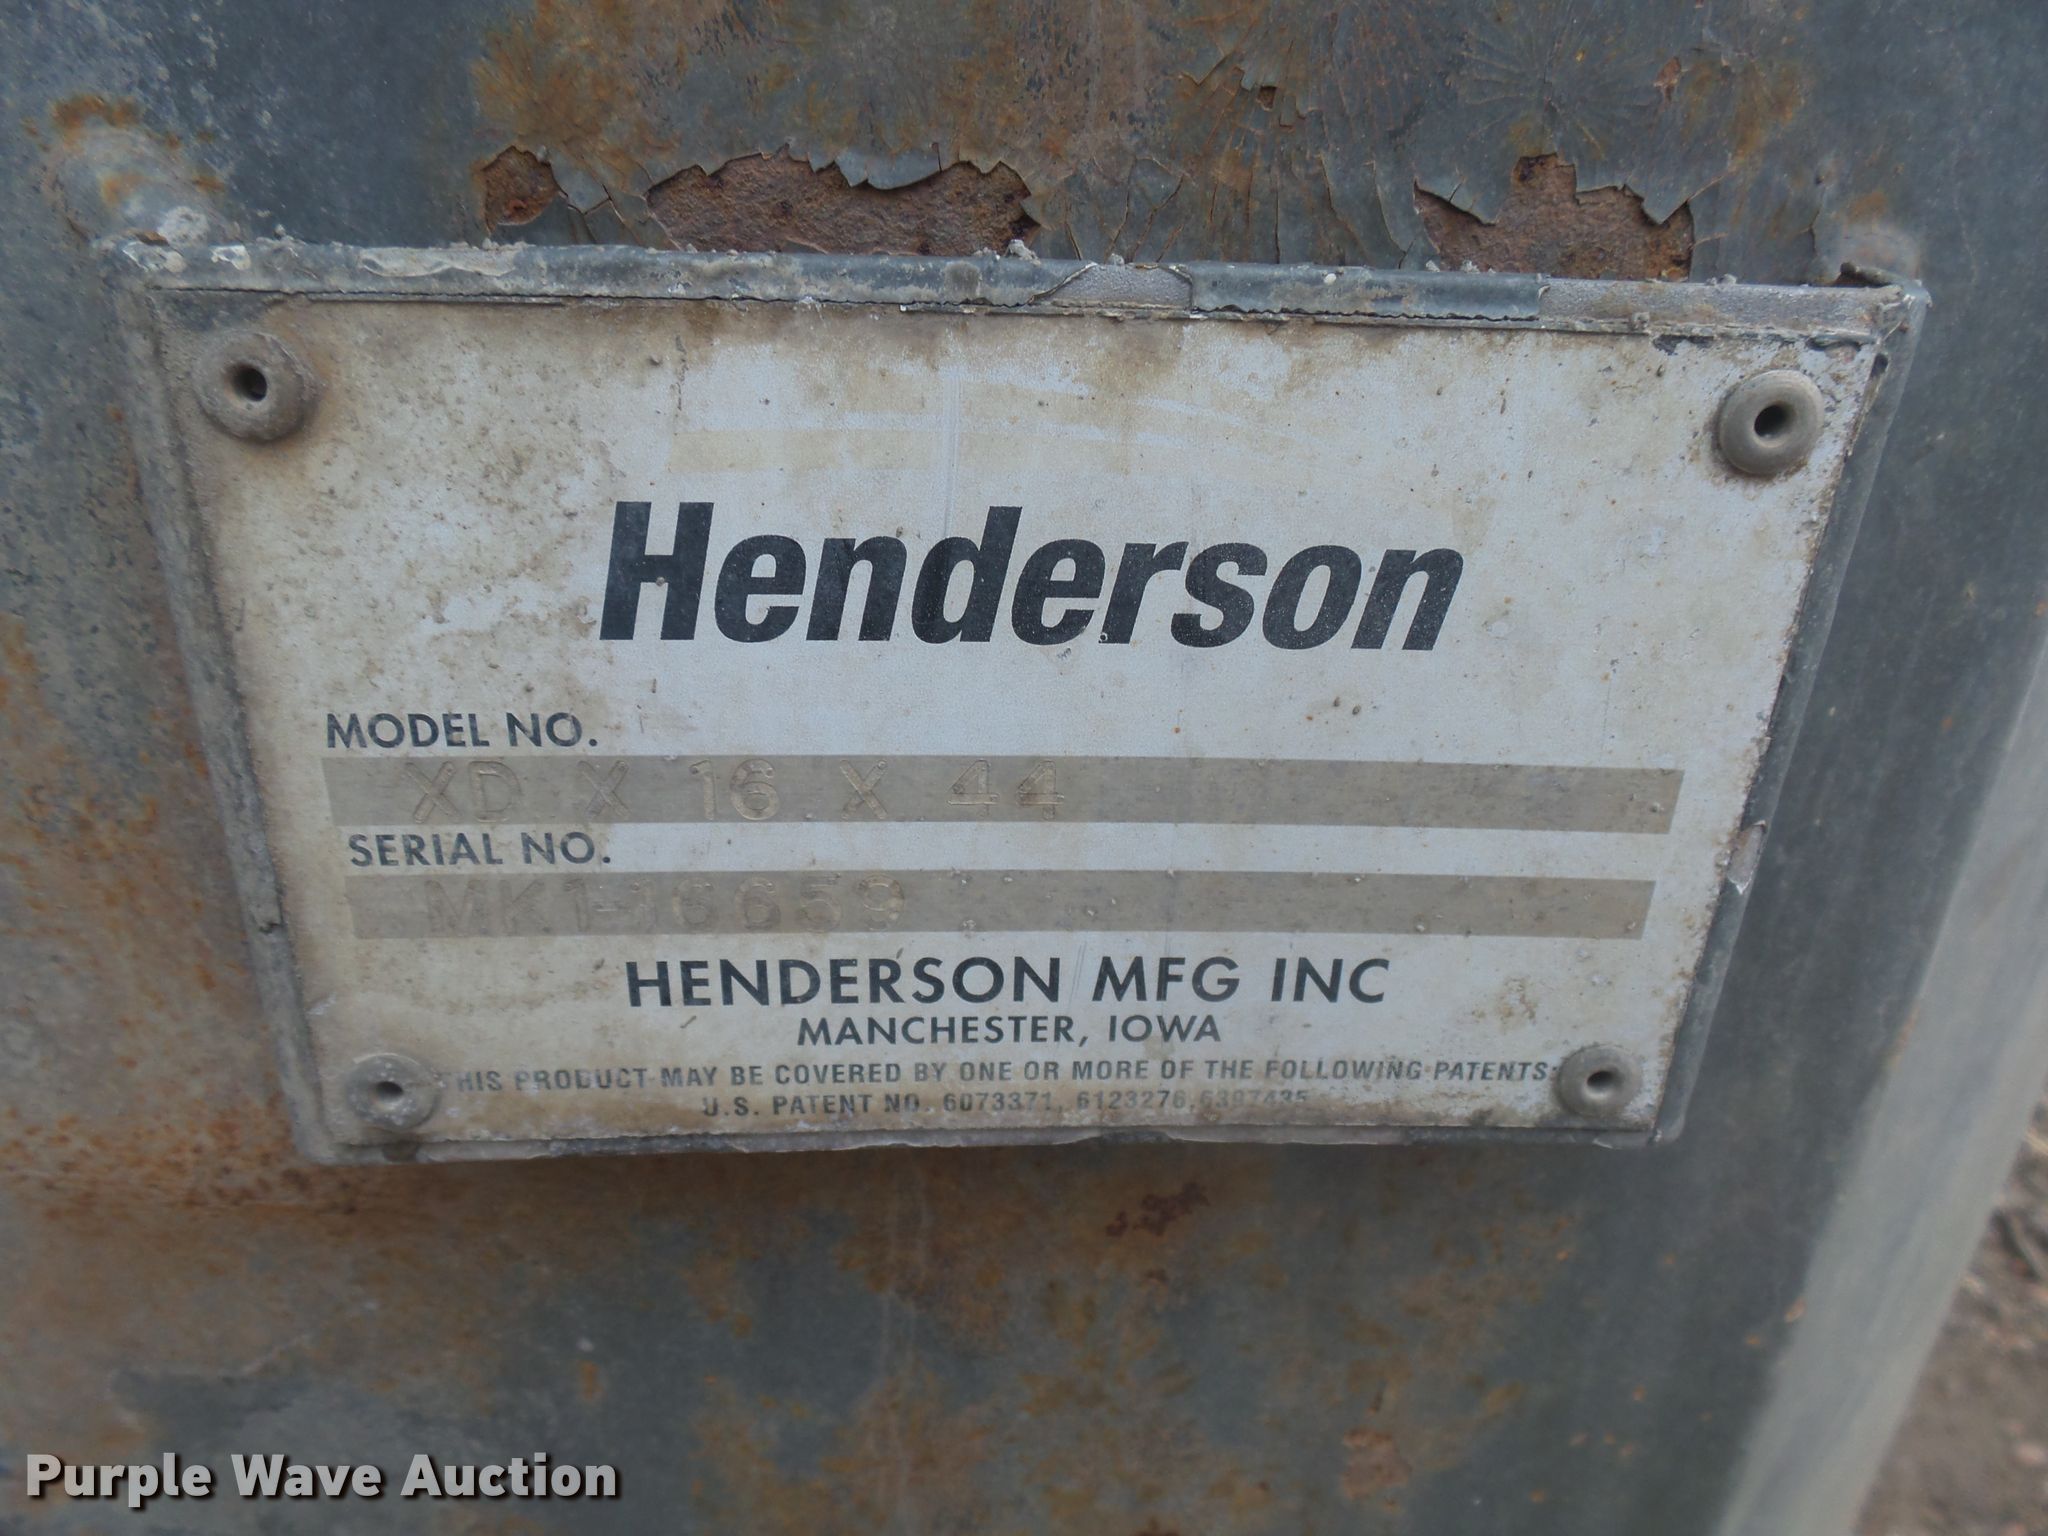 Henderson
MODEL NO.
XD X 16 X 44
SERIAL NO.
MK1-16659
HENDERSON MFG INC
MANCHESTER, IOWA
THIS PRODUCT MAY BE COVERED BY ONE OR MORE OF THE FOLLOWING PATENTS:
U.S. PATENT NO. 6073371, 6123276, 6397435
Purple Wave Auction